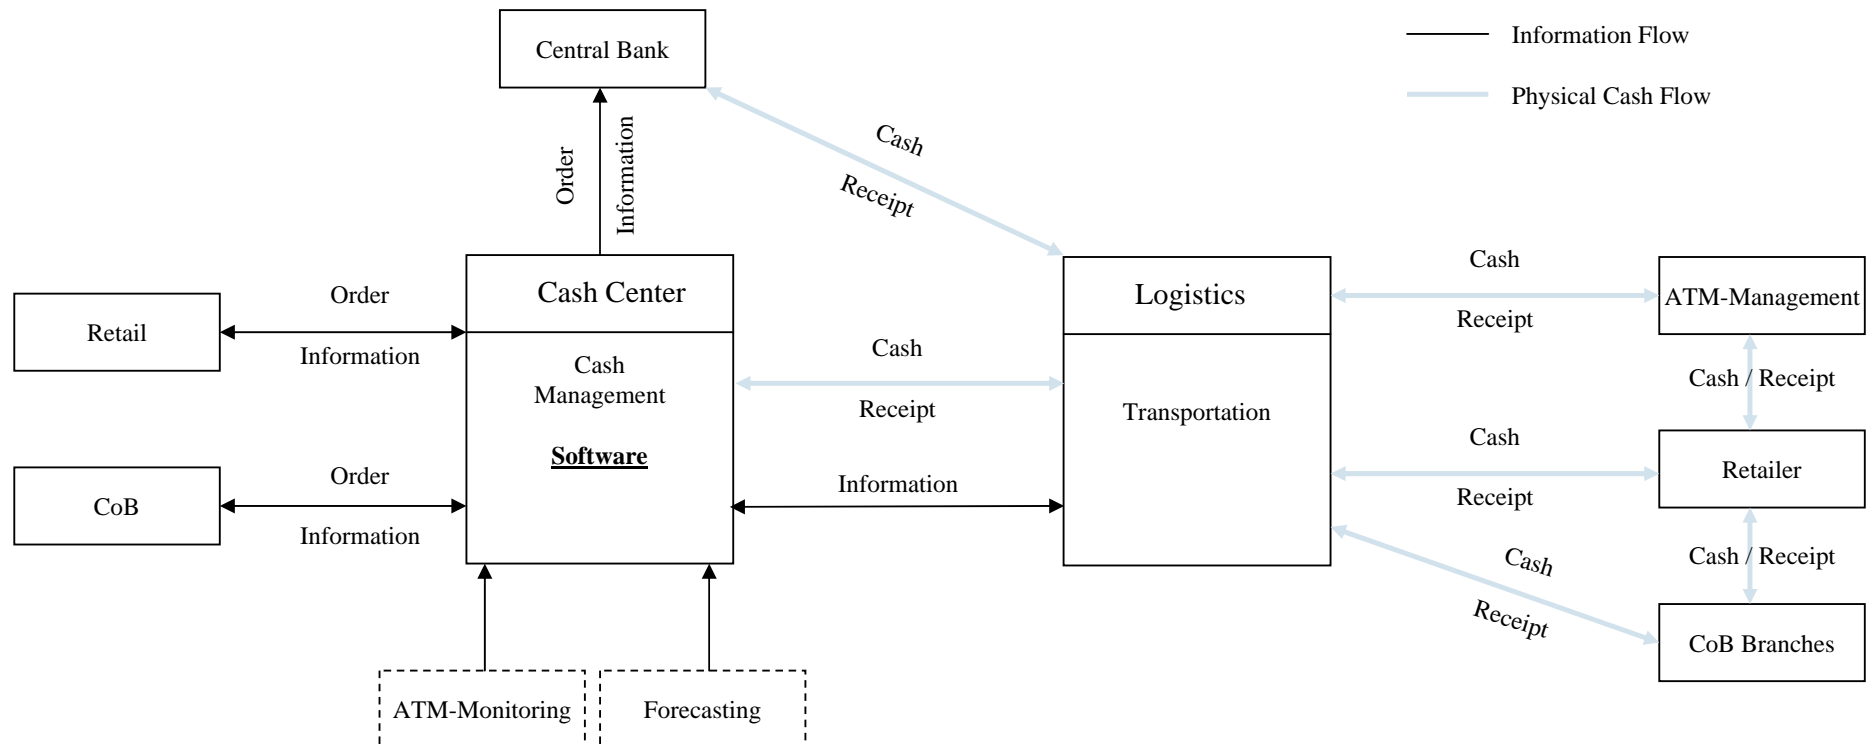 Central Bank
Information Flow
Physical Cash Flow
Order
Information
Cash
Receipt
Retail
Order
Information
Cash Center
Cash
Management
Software
CoB
Order
Information
Cash
Receipt
Information
Logistics
Transportation
Cash
Receipt
ATM-Management
Cash / Receipt
Cash
Receipt
Retailer
Cash / Receipt
Cash
Receipt
CoB Branches
ATM-Monitoring
Forecasting